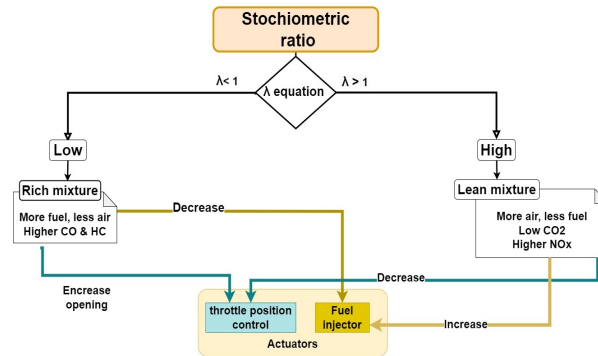 Stochiometric
ratio
λ< 1
λ equation
λ > 1
Low
High
Rich mixture
More fuel, less air
Higher CO & HC
Lean mixture
More air, less fuel
Low CO2
Higher NOx
Decrease
Encrease
opening
Decrease
throttle position
control
Fuel
injector
Increase
Actuators